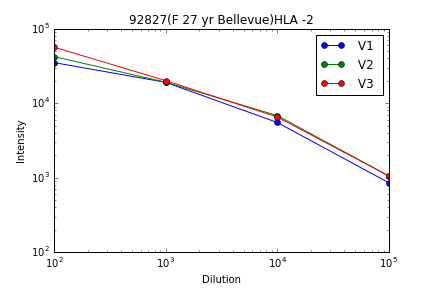 92827(F 27 yr Bellevue)HLA -2
V1
V2
V3
Intensity
10^5
10^4
10^3
10^2
10^2 10^3 10^4 10^5
Dilution